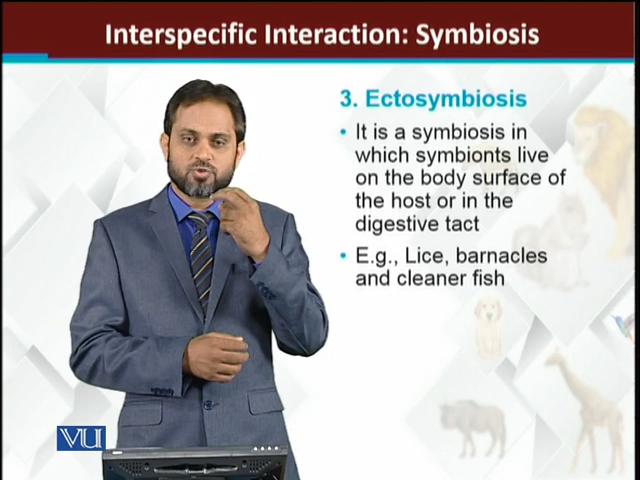 Interspecific Interaction: Symbiosis
3. Ectosymbiosis
• It is a symbiosis in
which symbionts live
on the body surface of
the host or in the
digestive tact
• E.g., Lice, barnacles
and cleaner fish
VU